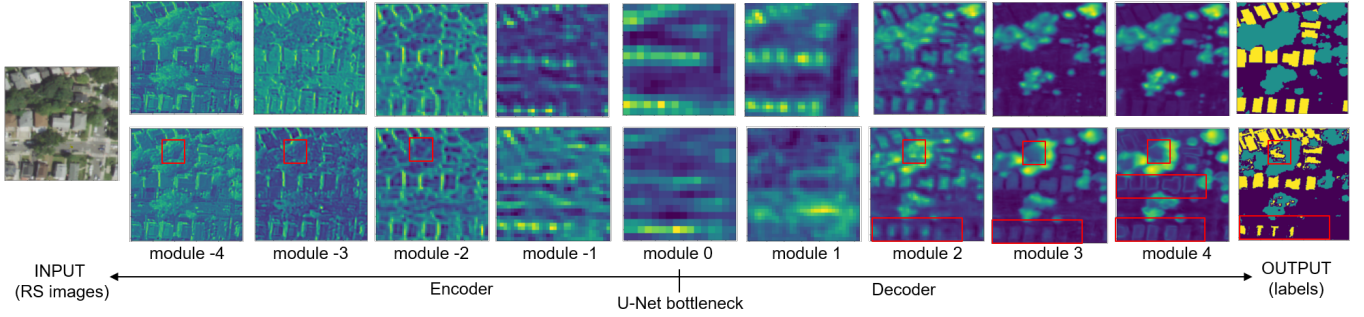 module -4
module -3
module -2
module -1
module 0
module 1
module 2
module 3
module 4
INPUT
(RS images)
Encoder
U-Net bottleneck
Decoder
OUTPUT
(labels)